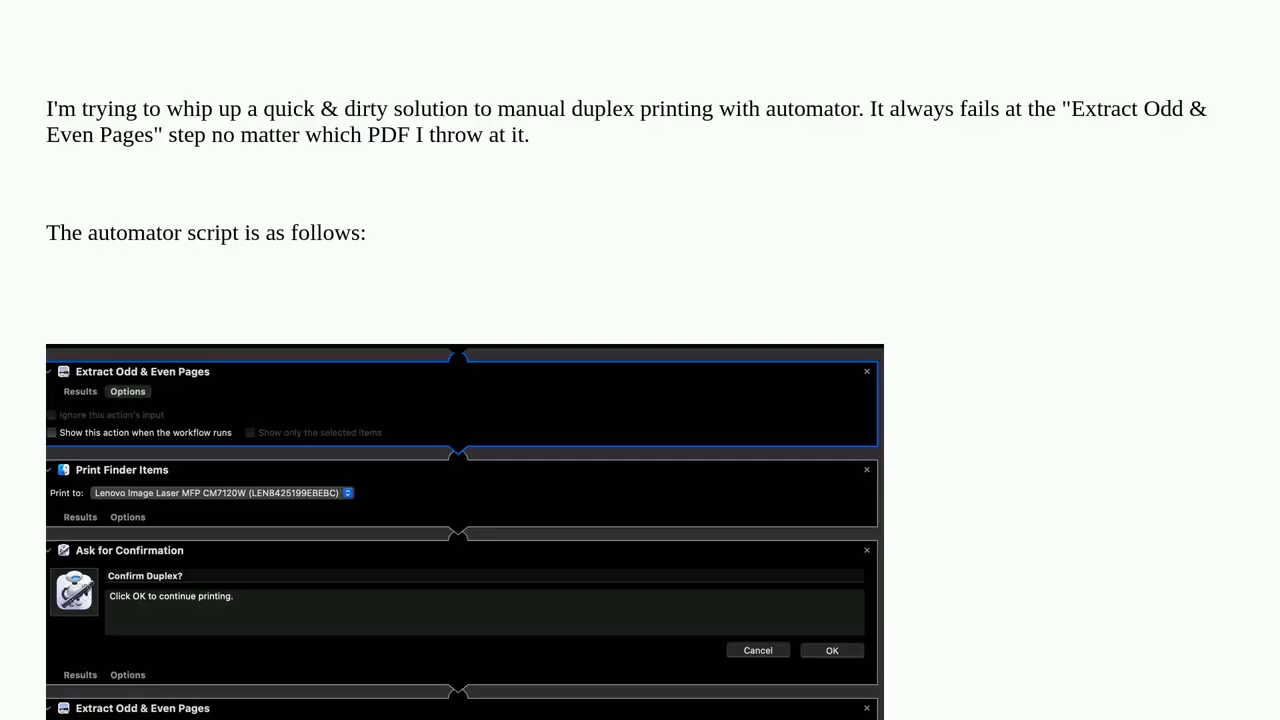 I'm trying to whip up a quick & dirty solution to manual duplex printing with automator. It always fails at the "Extract Odd &
Even Pages" step no matter which PDF I throw at it.
The automator script is as follows:
Extract Odd & Even Pages
Results Options
Ignore this action's input
Show this action when the workflow runs Show only the selected items
Print Finder Items
Print to: Lenovo Image Laser MFP CM7120W (LEN8425199EBEBC)
Results Options
Ask for Confirmation
Confirm Duplex?
Click OK to continue printing.
Cancel OK
Results Options
Extract Odd & Even Pages